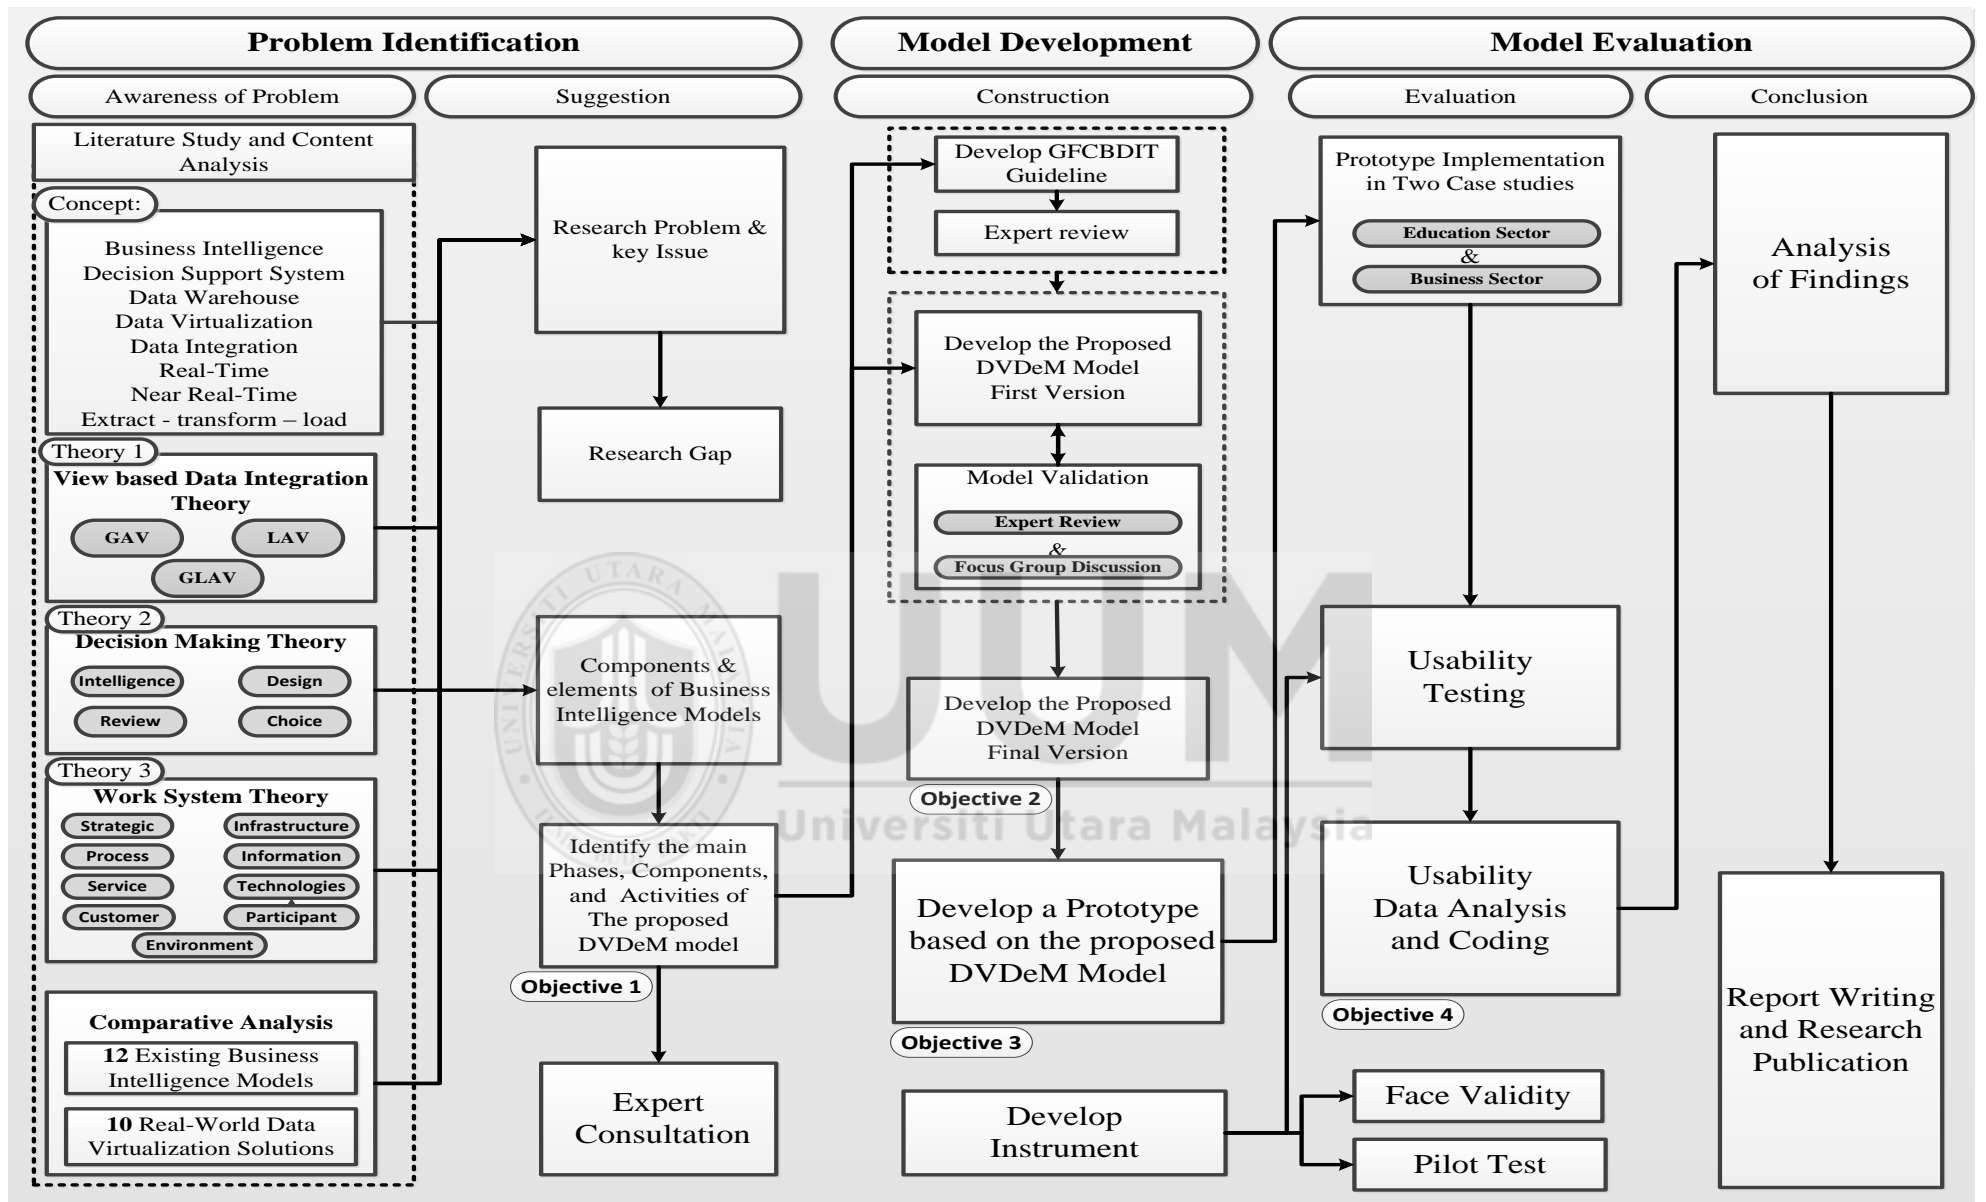 Problem Identification
Model Development
Model Evaluation
Awareness of Problem
Suggestion
Construction
Evaluation
Conclusion
Literature Study and Content
Analysis
Concept:
Business Intelligence
Decision Support System
Data Warehouse
Data Virtualization
Data Integration
Real-Time
Near Real-Time
Extract - transform – load
Theory 1
View based Data Integration
Theory
GAV
LAV
GLAV
Theory 2
Decision Making Theory
Intelligence
Design
Review
Choice
Theory 3
Work System Theory
Strategic
Infrastructure
Process
Information
Service
Technologies
Customer
Participant
Environment
Comparative Analysis
12 Existing Business
Intelligence Models
10 Real-World Data
Virtualization Solutions
Research Problem &
key Issue
Research Gap
Components &
elements of Business
Intelligence Models
Identify the main
Phases, Components,
and Activities of
The proposed
DVDeM model
Objective 1
Expert
Consultation
Develop GFCBDIT
Guideline
Expert review
Develop the Proposed
DVDeM Model
First Version
Model Validation
Expert Review
&
Focus Group Discussion
Develop the Proposed
DVDeM Model
Final Version
Objective 2
Develop a Prototype
based on the proposed
DVDeM Model
Objective 3
Develop
Instrument
Prototype Implementation
in Two Case studies
Education Sector
&
Business Sector
Usability
Testing
Usability
Data Analysis
and Coding
Objective 4
Face Validity
Pilot Test
Analysis
of Findings
Report Writing
and Research
Publication
UNIVERSITI UTARA MALAYSIA
UUM
Universiti Utara Malaysia